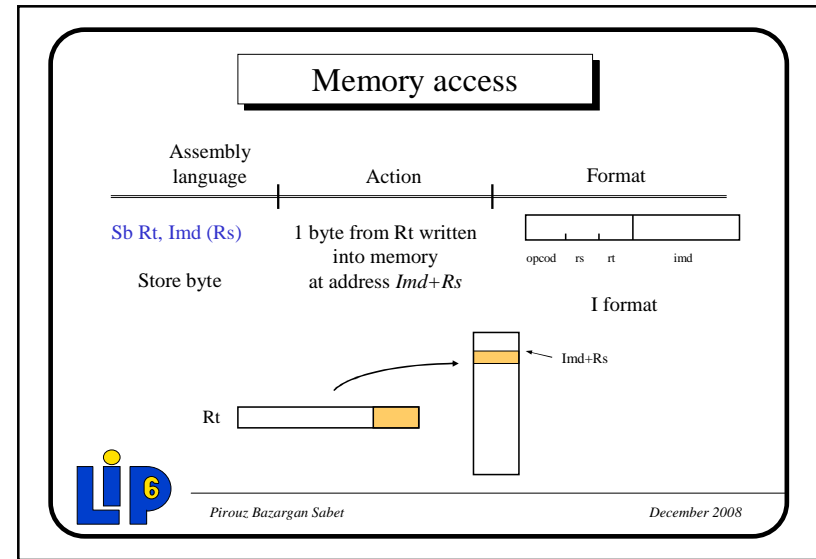 Memory access
Assembly
language
Action
Format
Sb Rt, Imd (Rs)
Store byte
1 byte from Rt written
into memory
at address Imd+Rs
opcod rs rt imd
I format
Imd+Rs
Rt
LIP6
Pirouz Bazargan Sabet
December 2008